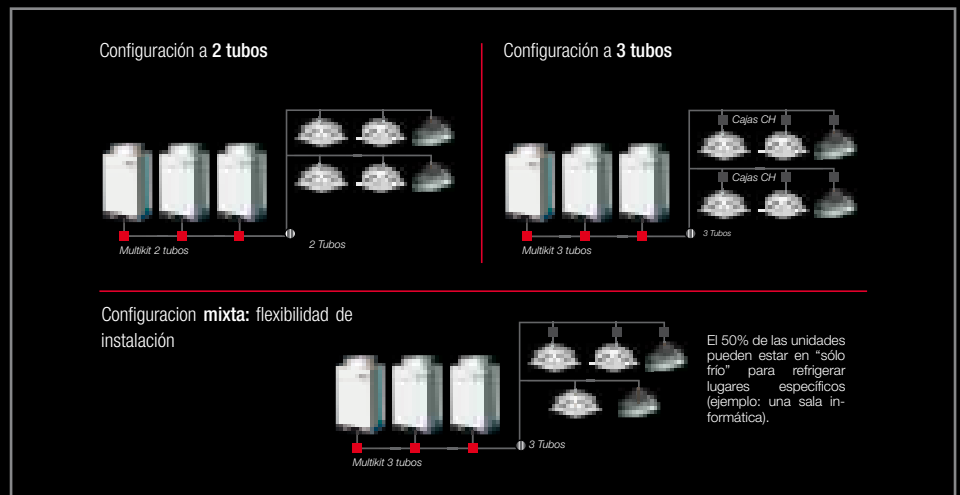 Configuración a 2 tubos
Cajas CH
Cajas CH
Multikit 2 tubos
2 Tubos
Configuración a 3 tubos
Multikit 3 tubos
3 Tubos
Configuracion mixta: flexibilidad de
instalación
Multikit 3 tubos
3 Tubos
El 50% de las unidades
pueden estar en “sólo
frío” para refrigerar
lugares específicos
(ejemplo: una sala in-
formática).